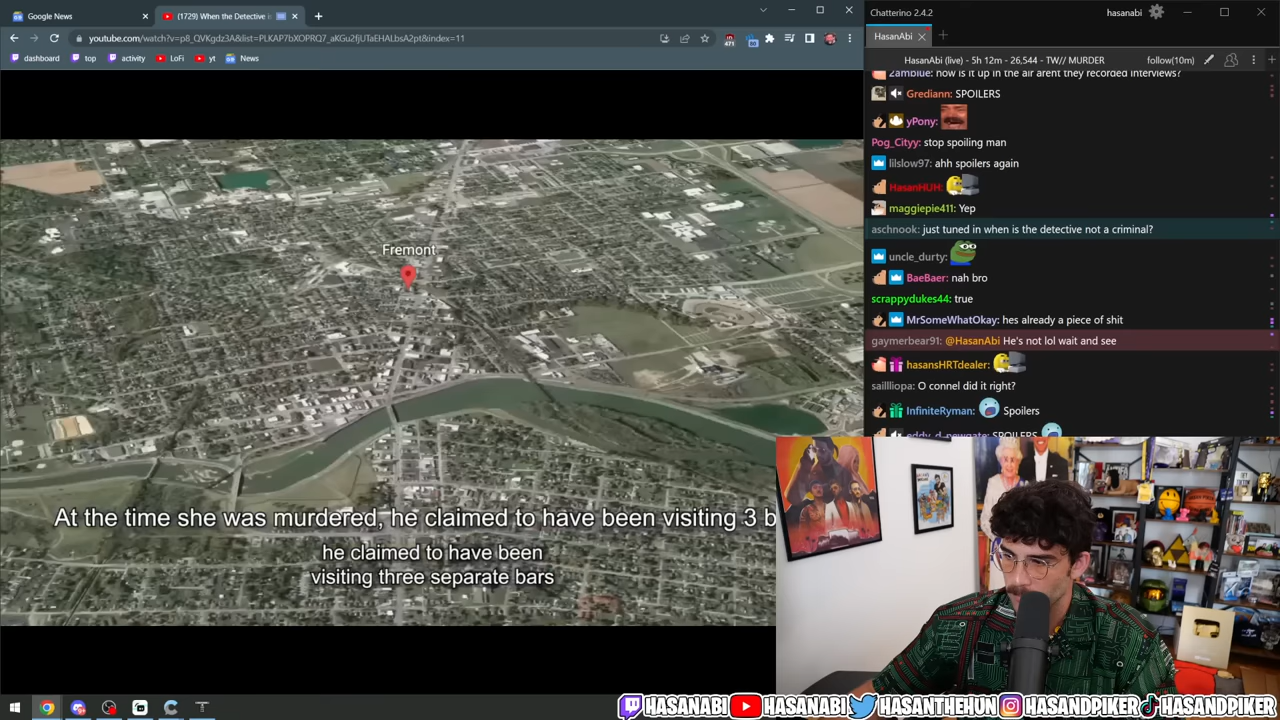 Google News
(1729) When the Detective is
youtube.com/watch?v=p8_QVKgdz3A&list=PLKAP7bXOPRQ7_aKGu2fjUTaEHALbsA2pt&index=11
471
dashboard
top
activity
LoFi
yt
News
Fremont
At the time she was murdered, he claimed to have been visiting 3 b
he claimed to have been
visiting three separate bars
Chatterino 2.4.2
hasanabi
HasanAbi
HasanAbi (live) - 5h 12m - 26,544 - TW// MURDER
follow(10m)
zamblue: now is it up in the air arent they recorded interviews?
Grediann: SPOILERS
yPony:
Pog_Cityy: stop spoiling man
lilslow97: ahh spoilers again
HasanHUH:
maggiepie411: Yep
aschnook: just tuned in when is the detective not a criminal?
uncle_durty:
BaeBaer: nah bro
scrappydukes44: true
MrSomeWhatOkay: hes already a piece of shit
gaymerbear91: @HasanAbi He's not lol wait and see
hasansHRTdealer:
saillliopa: O connel did it right?
InfiniteRyman: Spoilers
eddy_d_newgate: SPOILERS
HASANABI
HASANABI
HASANTHEHUN
HASANDPIKER
HASANDPIKER